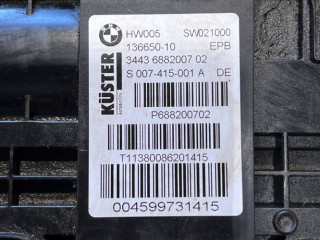 HW005 SW021000
136650-10 EPB
3443 6882007 02
S 007-415-001 A DE
KÜSTER
P688200702
T11380086201415
004599731415